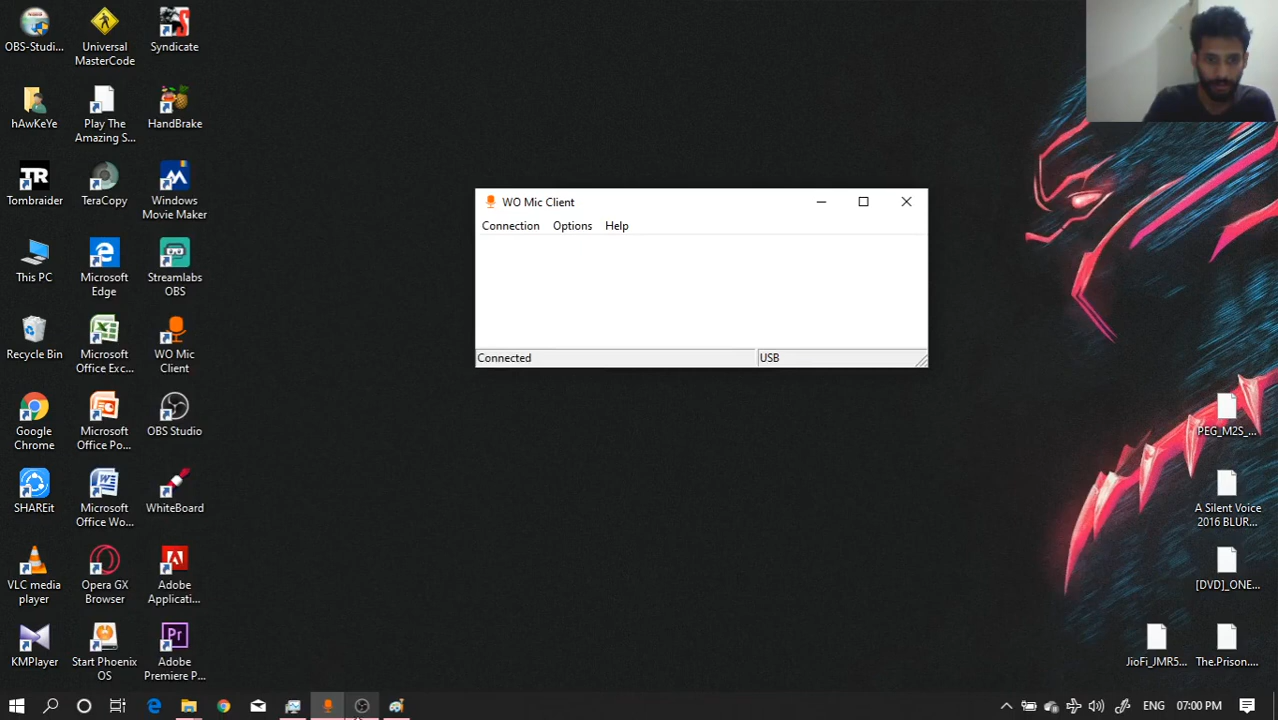 OBS-Studi...
Universal
MasterCode
Syndicate
hAwKeYe
Play The
Amazing S...
HandBrake
Tombraider
TeraCopy
Windows
Movie Maker
This PC
Microsoft
Edge
Streamlabs
OBS
Recycle Bin
Microsoft
Office Exc...
WO Mic
Client
Google
Chrome
Microsoft
Office Po...
OBS Studio
SHAREit
Microsoft
Office Wo...
WhiteBoard
VLC media
player
Opera GX
Browser
Adobe
Applicati...
KMPlayer
Start Phoenix
OS
Adobe
Premiere P...
WO Mic Client
Connection Options Help
Connected USB
PEG_M2S_...
A Silent Voice
2016 BLUR...
[DVD]_ONE...
JioFi_JMR5...
The.Prison....
ENG 07:00 PM